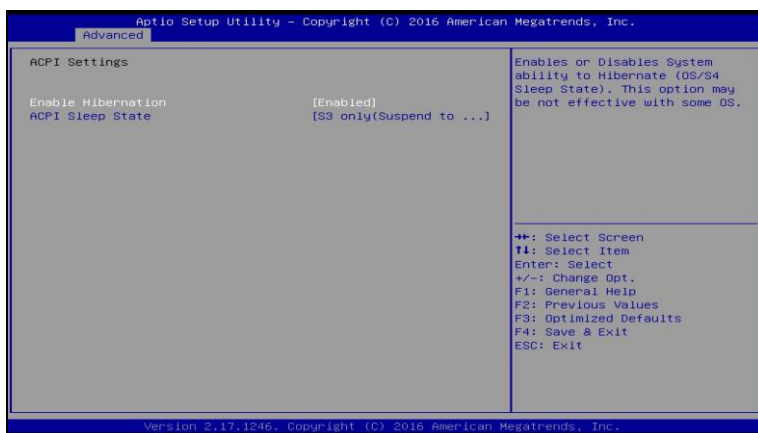 Aptio Setup Utility – Copyright (C) 2016 American Megatrends, Inc.
Advanced
ACPI Settings
Enable Hibernation [Enabled]
ACPI Sleep State [S3 only(Suspend to ...]
Enables or Disables System
ability to Hibernate (OS/S4
Sleep State). This option may
be not effective with some OS.
→←: Select Screen
↑↓: Select Item
Enter: Select
+/-: Change Opt.
F1: General Help
F2: Previous Values
F3: Optimized Defaults
F4: Save & Exit
ESC: Exit
Version 2.17.1246. Copyright (C) 2016 American Megatrends, Inc.